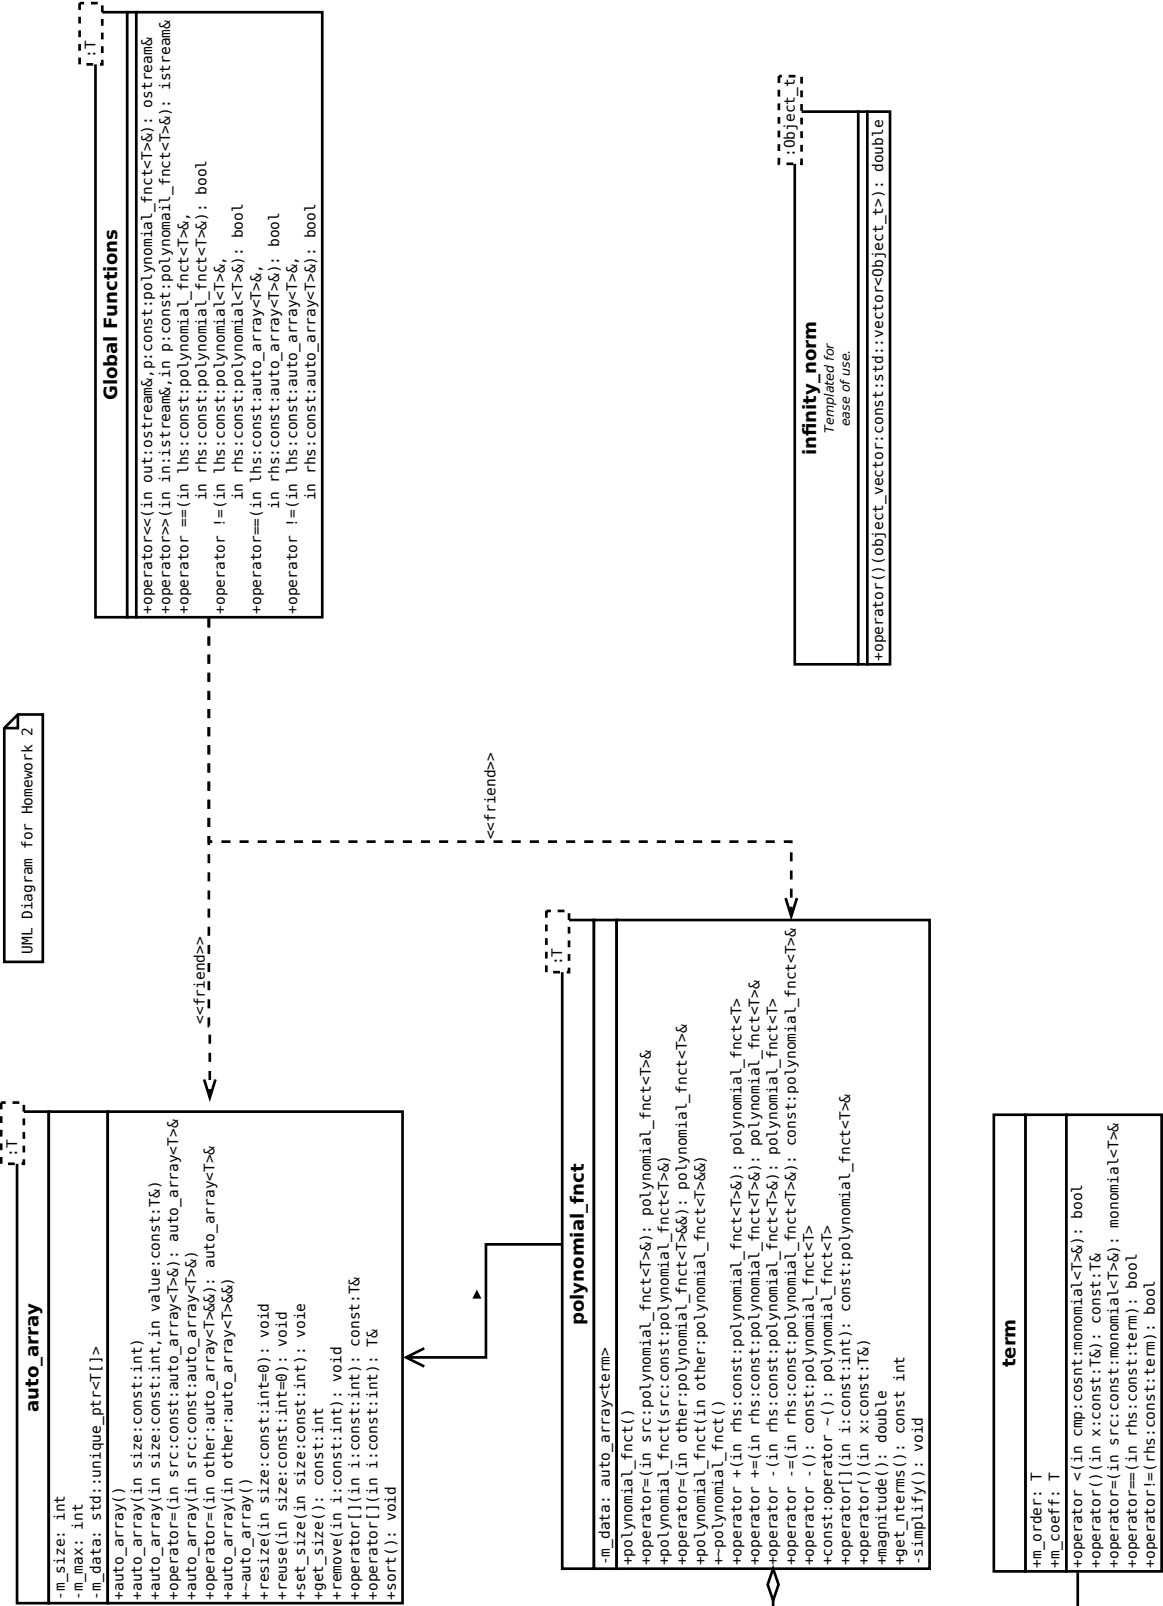 UML Diagram for Homework 2
:T
auto_array
-m_size: int
-m_max: int
-m_data: std::unique_ptr<T[]>
+auto_array()
+auto_array(in size:const:int)
+auto_array(in size:const:int,in value:const:T&)
+operator=(in src:const:auto_array<T>&): auto_array<T>&
+auto_array(in src:const:auto_array<T>&)
+operator=(in other:auto_array<T>&&): auto_array<T>&
+auto_array(in other:auto_array<T>&&)
+~auto_array()
+resize(in size:const:int=0): void
+reuse(in size:const:int=0): void
+set_size(in size:const:int): voie
+get_size(): const:int
+remove(in i:const:int): void
+operator[](in i:const:int): const:T&
+operator[](in i:const:int): T&
+sort(): void
<<friend>>
:T
Global Functions
+operator<<(in out:ostream&,p:const:polynomial_fnct<T>&): ostream&
+operator>>(in in:istream&,in p:const:polynomail_fnct<T>&): istream&
+operator ==(in lhs:const:polynomial_fnct<T>&,
in rhs:const:polynomial_fnct<T>&): bool
+operator !=(in lhs:const:polynomial<T>&,
in rhs:const:polynomial<T>&): bool
+operator==(in lhs:const:auto_array<T>&,
in rhs:const:auto_array<T>&): bool
+operator !=(in lhs:const:auto_array<T>&,
in rhs:const:auto_array<T>&): bool
<<friend>>
:T
polynomial_fnct
-m_data: auto_array<term>
+polynomial_fnct()
+operator=(in src:polynomial_fnct<T>&): polynomial_fnct<T>&
+polynomial_fnct(src:const:polynomial_fnct<T>&)
+operator=(in other:polynomial_fnct<T>&&): polynomial_fnct<T>&
+polynomial_fnct(in other:polynomial_fnct<T>&&)
+~polynomial_fnct()
+operator +(in rhs:const:polynomial_fnct<T>&): polynomial_fnct<T>
+operator +=(in rhs:const:polynomial_fnct<T>&): polynomial_fnct<T>&
+operator -(in rhs:const:polynomial_fnct<T>&): polynomial_fnct<T>
+operator -=(in rhs:const:polynomial_fnct<T>&): const:polynomial_fnct<T>&
+operator -(): const:polynomial_fnct<T>
+const:operator ~(): polynomial_fnct<T>
+operator[](in i:const:int): const:polynomial_fnct<T>&
+operator()(in x:const:T&)
+magnitude(): double
+get_nterms(): const int
-simplify(): void
:Object_t
infinity_norm
Templated for
ease of use.
+operator()(object_vector:const:std::vector<Object_t>): double
term
+m_order: T
+m_coeff: T
+operator <(in cmp:cosnt:monomial<T>&): bool
+operator()(in x:const:T&): const:T&
+operator=(in src:const:monomial<T>&): monomial<T>&
+operator==(in rhs:const:term): bool
+operator!=(rhs:const:term): bool